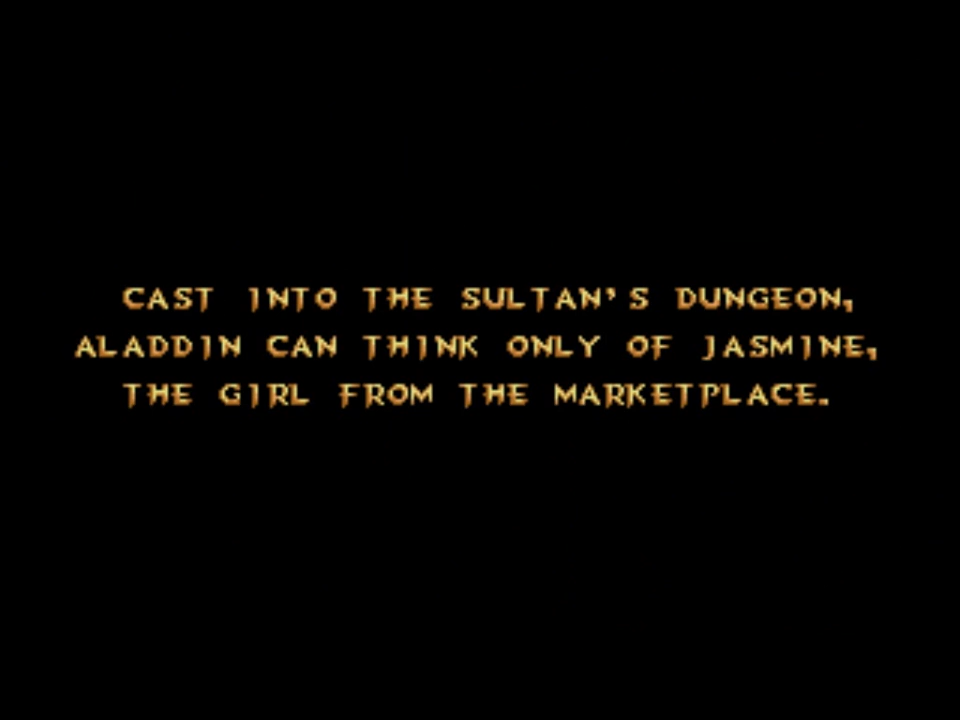 CAST INTO THE SULTAN'S DUNGEON,
ALADDIN CAN THINK ONLY OF JASMINE,
THE GIRL FROM THE MARKETPLACE.